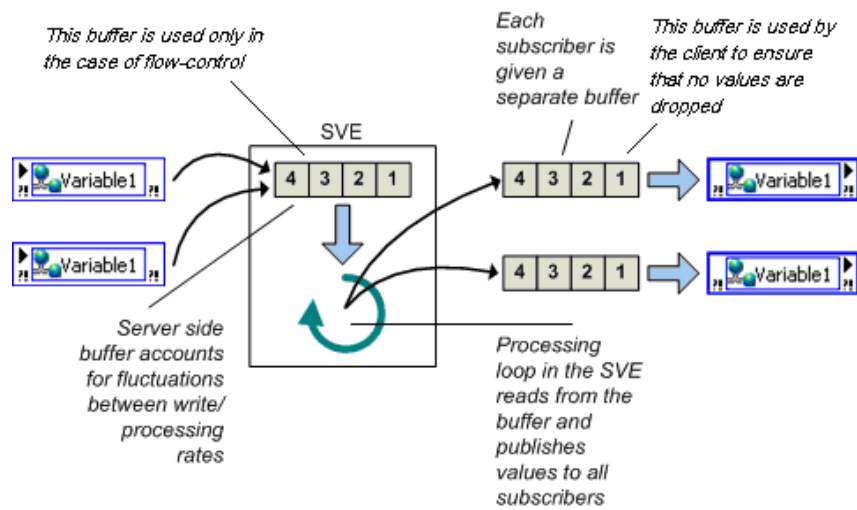 This buffer is used only in
the case of flow-control
Each
subscriber is
given a
separate buffer
This buffer is used by
the client to ensure
that no values are
dropped
SVE
?! Variable1 ?!
4 3 2 1
4 3 2 1
?! Variable1 ?!
?! Variable1 ?!
4 3 2 1
?! Variable1 ?!
Server side
buffer accounts
for fluctuations
between write/
processing
rates
Processing
loop in the SVE
reads from the
buffer and
publishes
values to all
subscribers